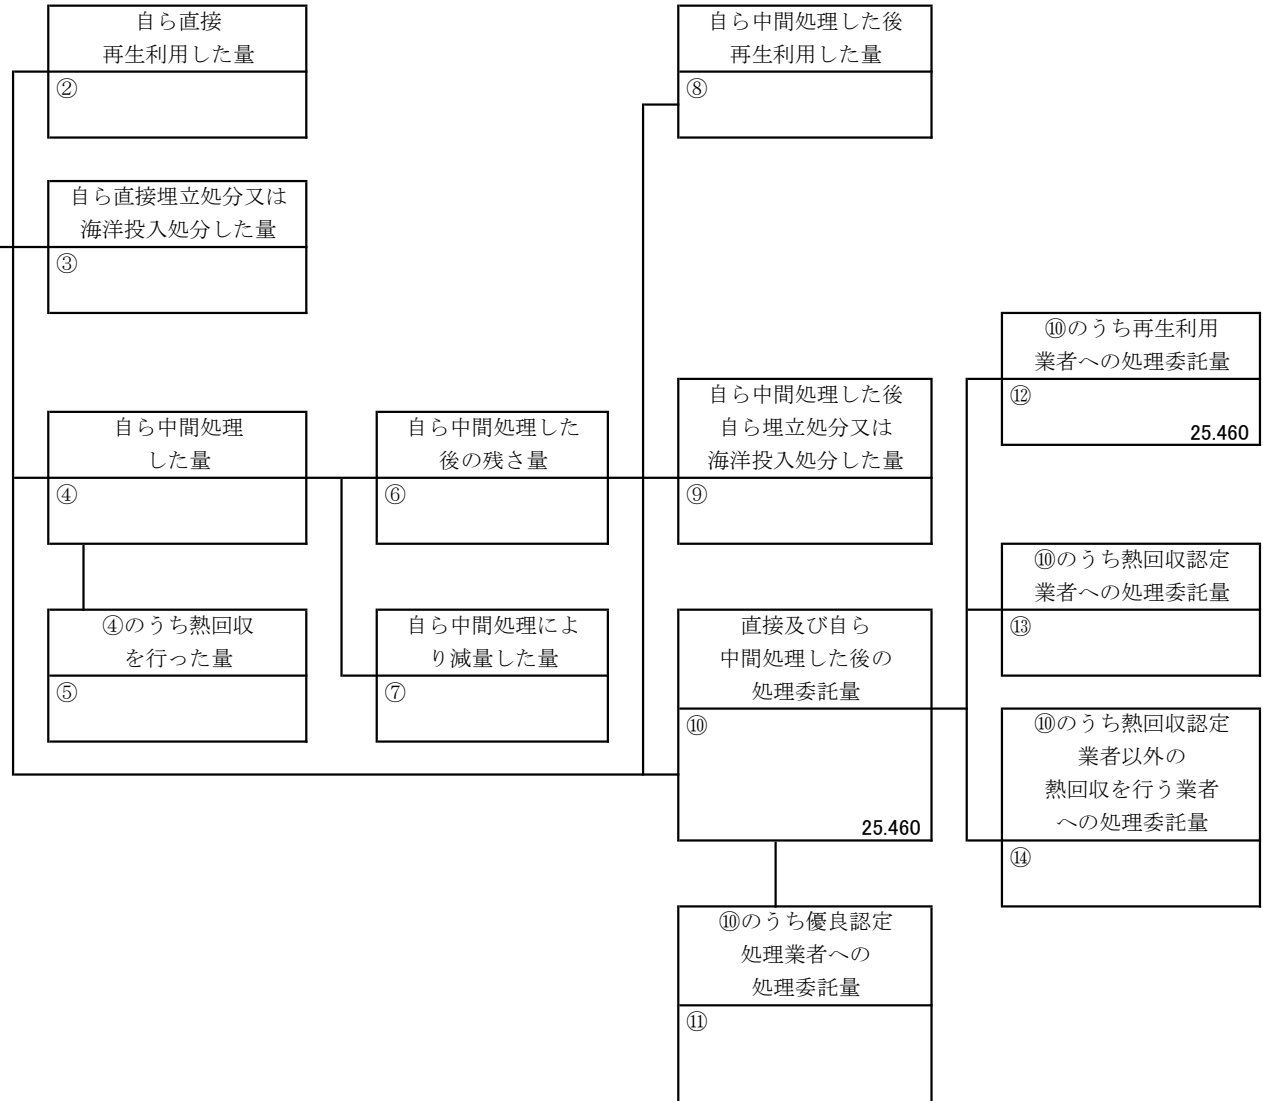 自ら直接
再生利用した量
②
自ら中間処理した後
再生利用した量
⑧
自ら直接埋立処分又は
海洋投入処分した量
③
⑩のうち再生利用
業者への処理委託量
⑫
25.460
自ら中間処理
した量
④
自ら中間処理した
後の残さ量
⑥
自ら中間処理した後
自ら埋立処分又は
海洋投入処分した量
⑨
⑩のうち熱回収認定
業者への処理委託量
⑬
④のうち熱回収
を行った量
⑤
自ら中間処理によ
り減量した量
⑦
直接及び自ら
中間処理した後の
処理委託量
⑩
25.460
⑩のうち熱回収認定
業者以外の
熱回収を行う業者
への処理委託量
⑭
⑩のうち優良認定
処理業者への
処理委託量
⑪